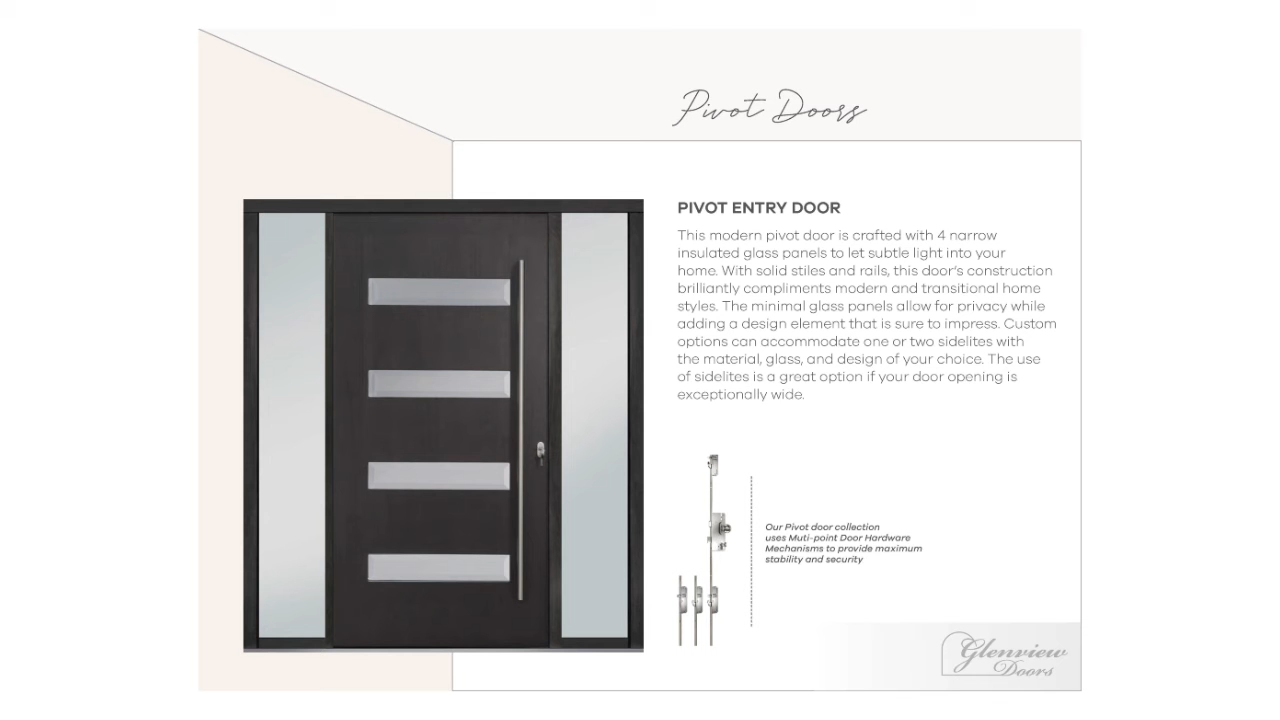 Pivot Doors
PIVOT ENTRY DOOR
This modern pivot door is crafted with 4 narrow
insulated glass panels to let subtle light into your
home. With solid stiles and rails, this door's construction
brilliantly compliments modern and transitional home
styles. The minimal glass panels allow for privacy while
adding a design element that is sure to impress. Custom
options can accommodate one or two sidelites with
the material, glass, and design of your choice. The use
of sidelites is a great option if your door opening is
exceptionally wide.
Our Pivot door collection
uses Muti-point Door Hardware
Mechanisms to provide maximum
stability and security
Glenview
Doors